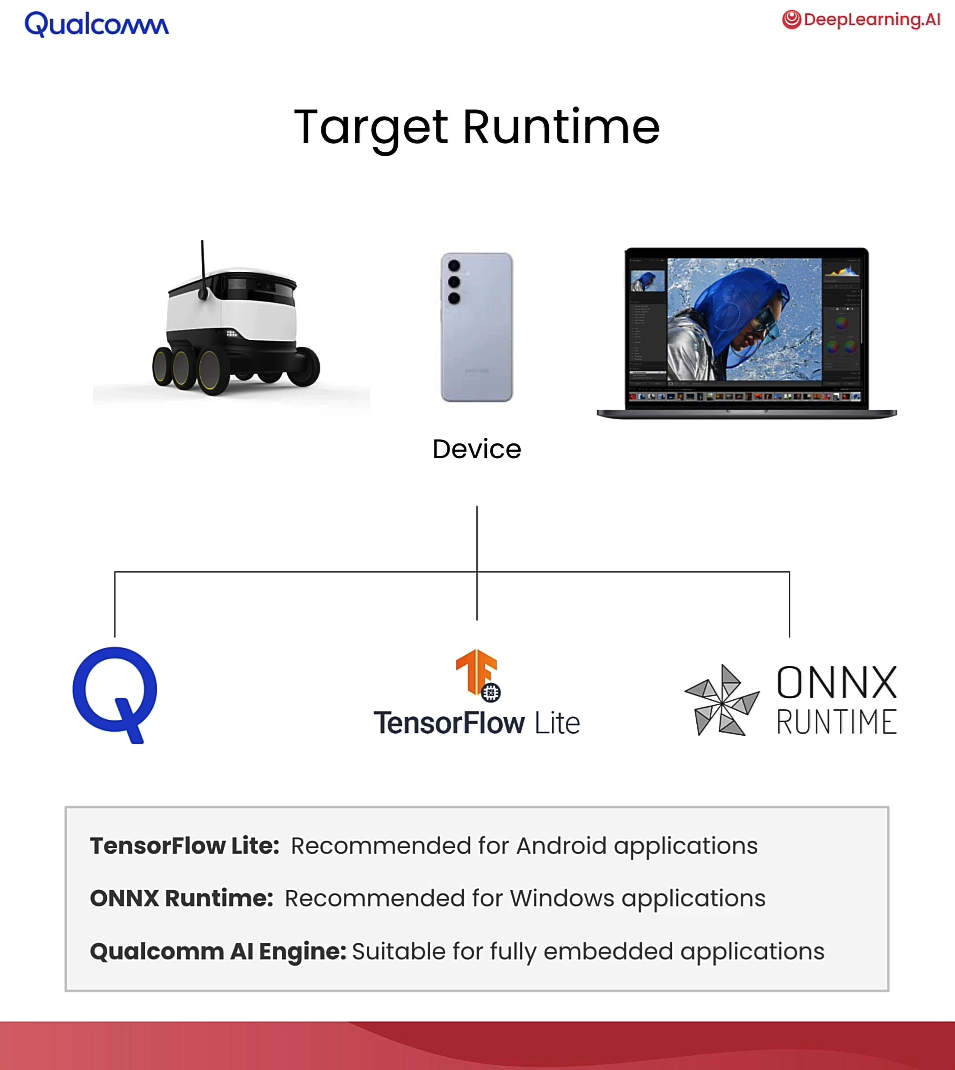 Qualcomm
DeepLearning.AI
Target Runtime
Device
TensorFlow Lite
ONNX
RUNTIME
TensorFlow Lite: Recommended for Android applications
ONNX Runtime: Recommended for Windows applications
Qualcomm AI Engine: Suitable for fully embedded applications